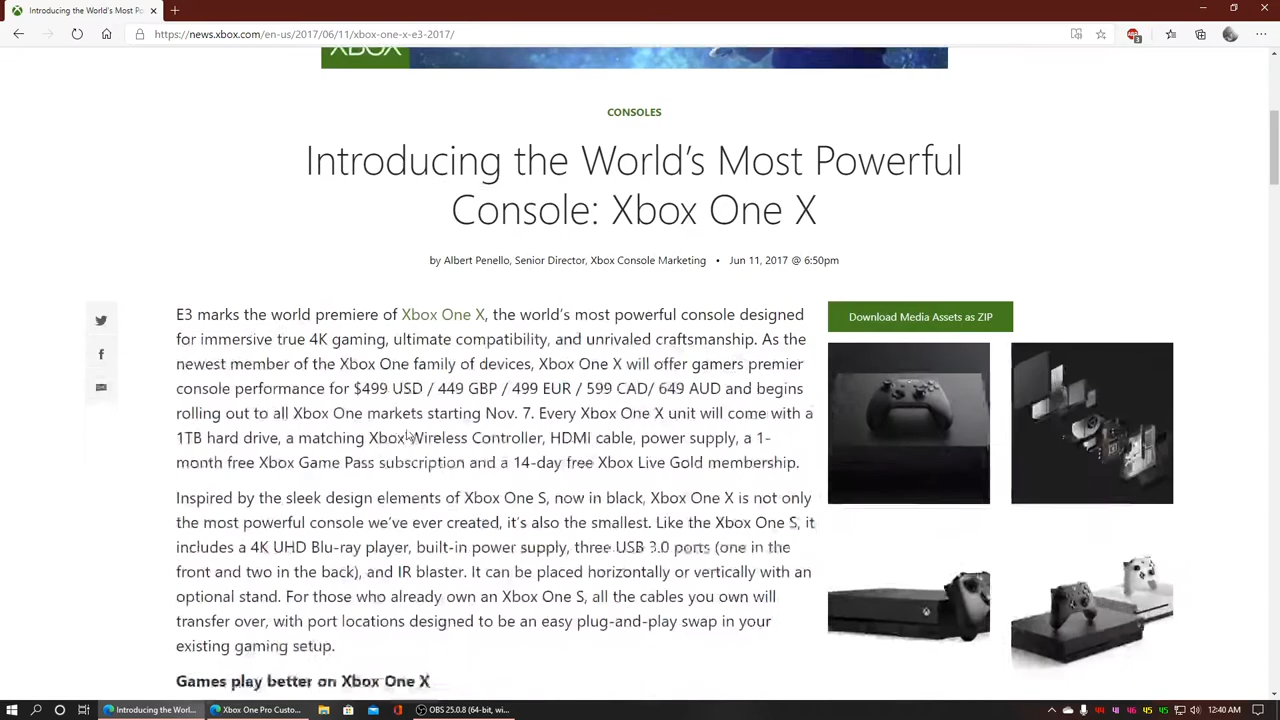 Introducing the World's Most Po
https://news.xbox.com/en-us/2017/06/11/xbox-one-x-e3-2017/
XBOX
CONSOLES
Introducing the World's Most Powerful
Console: Xbox One X
by Albert Penello, Senior Director, Xbox Console Marketing • Jun 11, 2017 @ 6:50pm
E3 marks the world premiere of Xbox One X, the world's most powerful console designed
for immersive true 4K gaming, ultimate compatibility, and unrivaled craftsmanship. As the
newest member of the Xbox One family of devices, Xbox One X will offer gamers premier
console performance for $499 USD / 449 GBP / 499 EUR / 599 CAD/ 649 AUD and begins
rolling out to all Xbox One markets starting Nov. 7. Every Xbox One X unit will come with a
1TB hard drive, a matching Xbox Wireless Controller, HDMI cable, power supply, a 1-
month free Xbox Game Pass subscription and a 14-day free Xbox Live Gold membership.
Inspired by the sleek design elements of Xbox One S, now in black, Xbox One X is not only
the most powerful console we've ever created, it's also the smallest. Like the Xbox One S, it
includes a 4K UHD Blu-ray player, built-in power supply, three USB 3.0 ports (one in the
front and two in the back), and IR blaster. It can be placed horizontally or vertically with an
optional stand. For those who already own an Xbox One S, all the cables you own will
transfer over, with port locations designed to be an easy plug-and-play swap in your
existing gaming setup.
Games play better on Xbox One X
Download Media Assets as ZIP
Introducing the Worl...
Xbox One Pro Custo...
OBS 25.0.8 (64-bit, wi...
44 44 46 45 45
12:40 AM